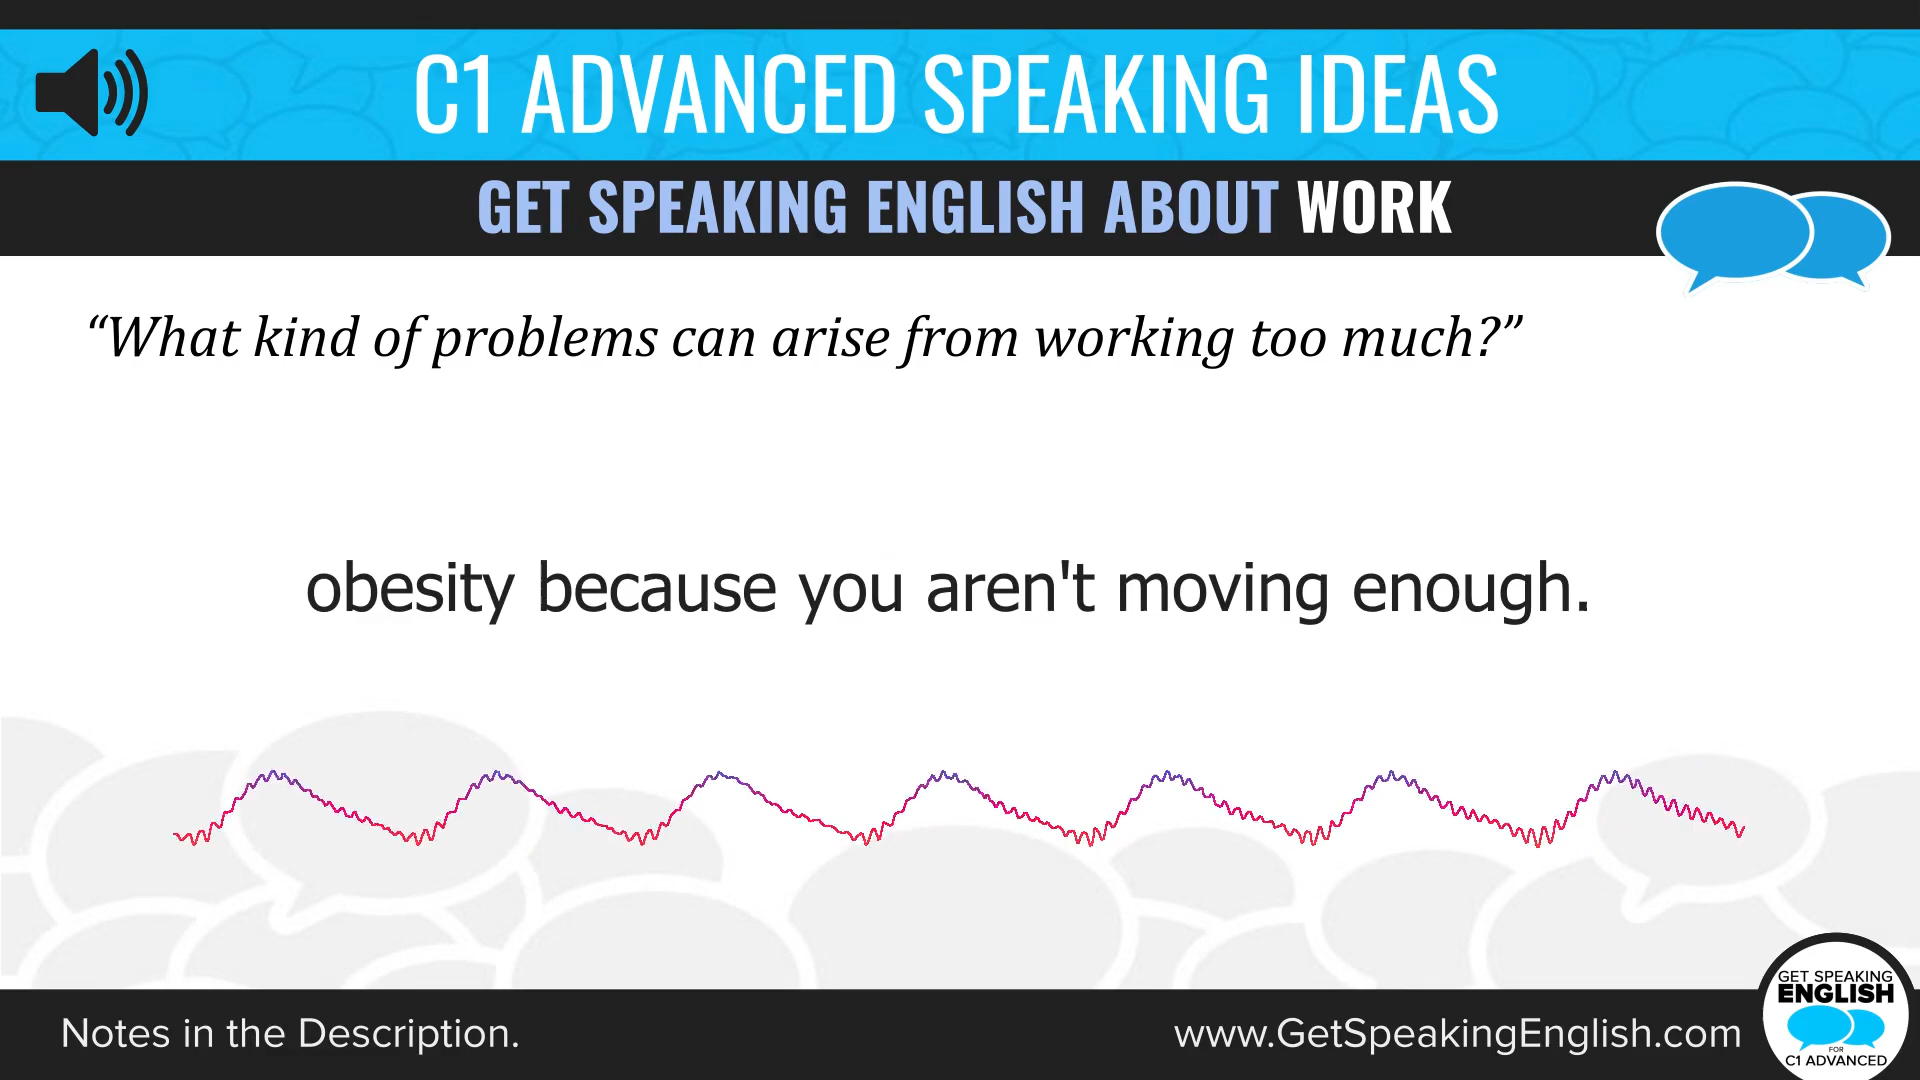 C1 ADVANCED SPEAKING IDEAS
GET SPEAKING ENGLISH ABOUT WORK
“What kind of problems can arise from working too much?”
obesity because you aren't moving enough.
Notes in the Description.
www.GetSpeakingEnglish.com
GET SPEAKING
ENGLISH
FOR
C1 ADVANCED